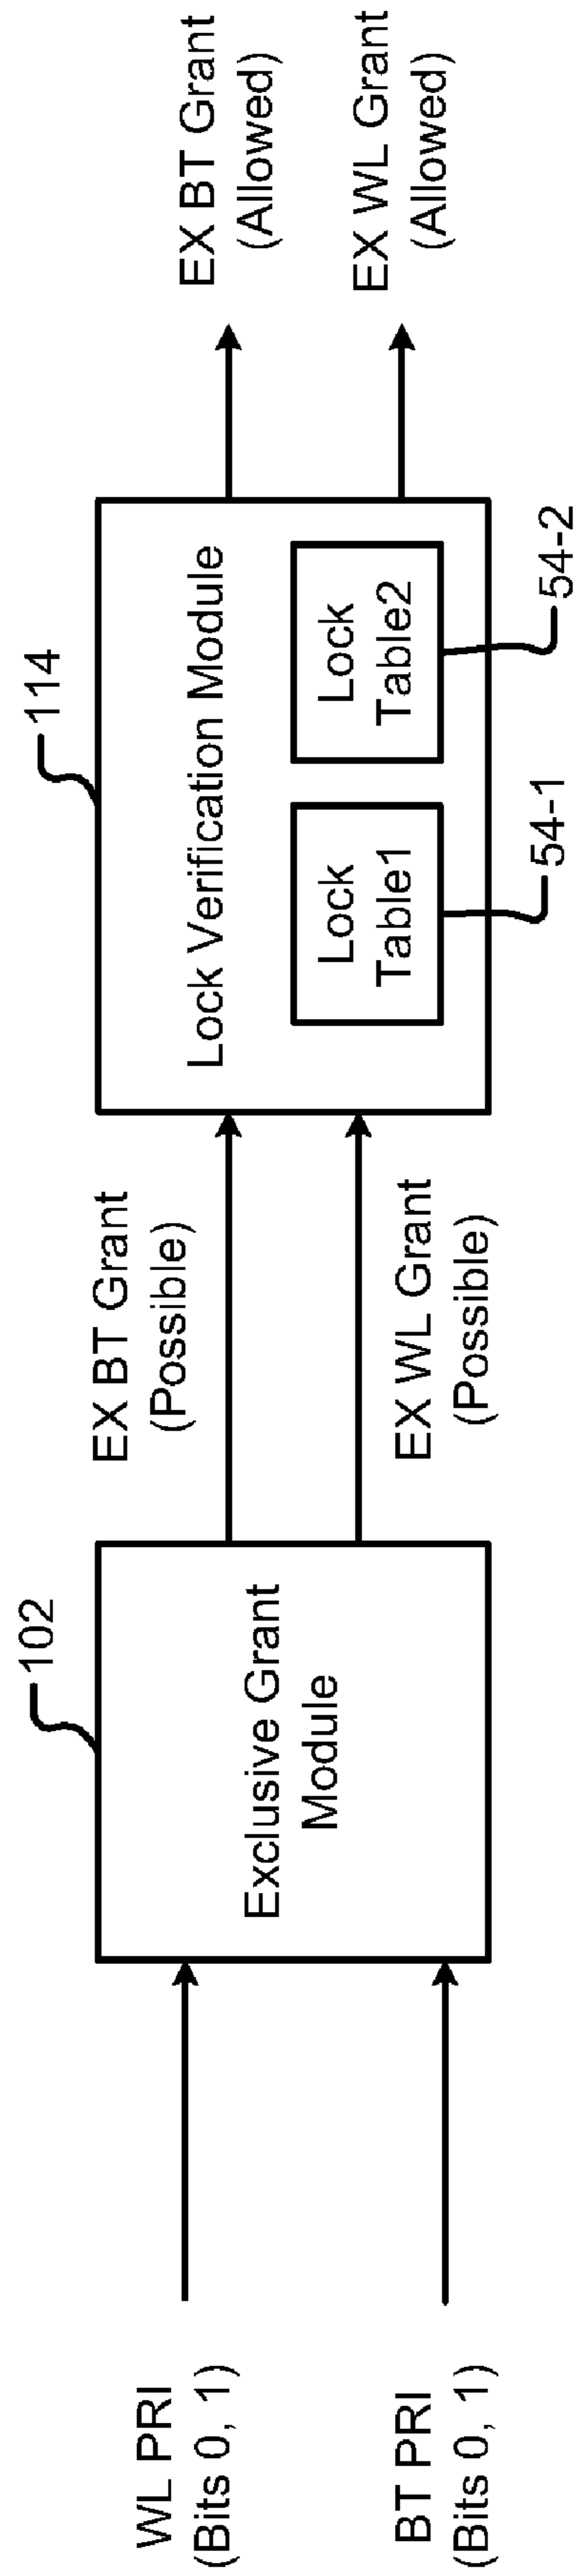 WL PRI
(Bits 0, 1)
BT PRI
(Bits 0, 1)
102
Exclusive Grant
Module
EX BT Grant
(Possible)
EX WL Grant
(Possible)
114
Lock Verification Module
Lock
Table1
Lock
Table2
54-1
54-2
EX BT Grant
(Allowed)
EX WL Grant
(Allowed)